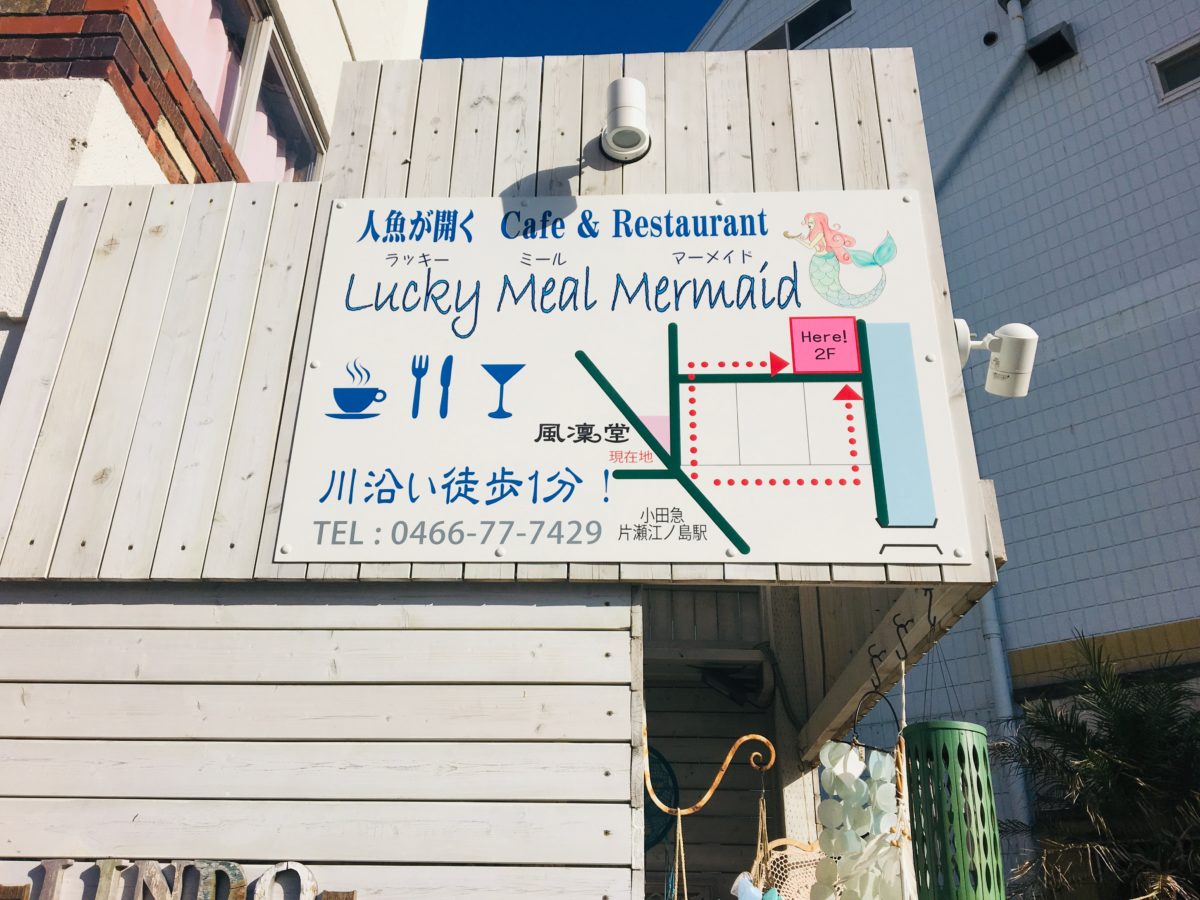 人魚が開く Cafe & Restaurant
ラッキー ミール マーメイド
Lucky Meal Mermaid
Here!
2F
風凜堂
現在地
川沿い徒歩1分！
小田急
片瀬江ノ島駅
TEL : 0466-77-7429